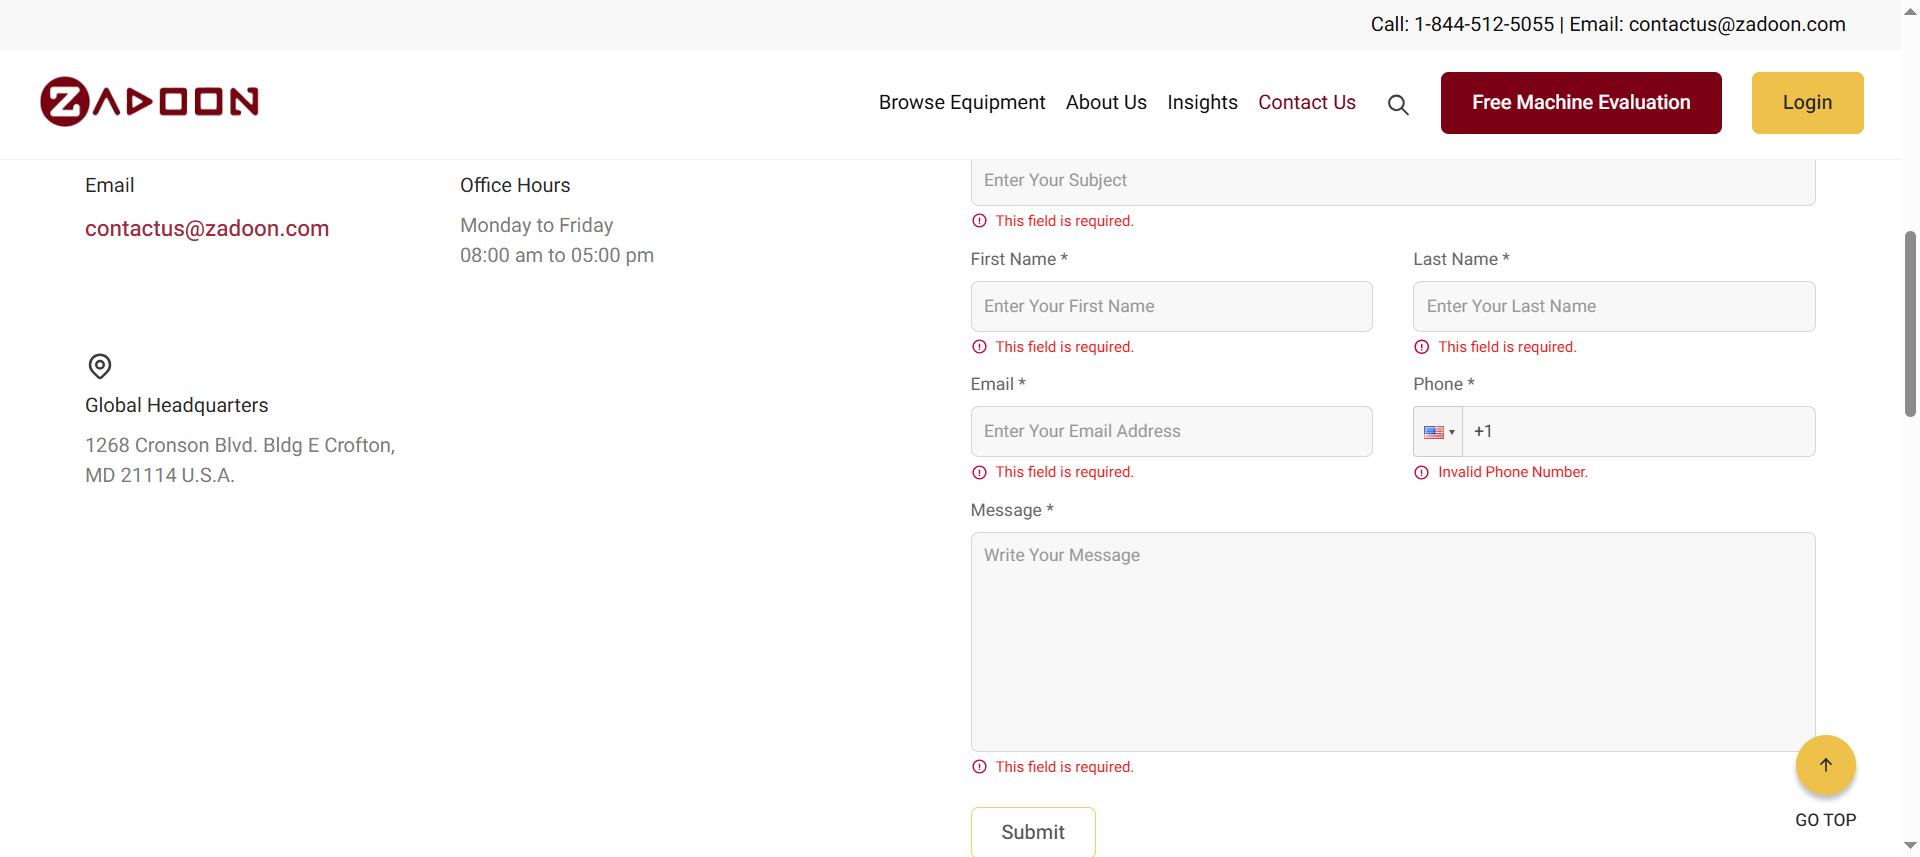 Call: 1-844-512-5055 | Email: contactus@zadoon.com
ZADOON
Browse Equipment About Us Insights Contact Us Free Machine Evaluation Login
Email
contactus@zadoon.com
Office Hours
Monday to Friday
08:00 am to 05:00 pm
Global Headquarters
1268 Cronson Blvd. Bldg E Crofton,
MD 21114 U.S.A.
Enter Your Subject
This field is required.
First Name *
Enter Your First Name
This field is required.
Last Name *
Enter Your Last Name
This field is required.
Email *
Enter Your Email Address
This field is required.
Phone *
+1
Invalid Phone Number.
Message *
Write Your Message
This field is required.
Submit
GO TOP